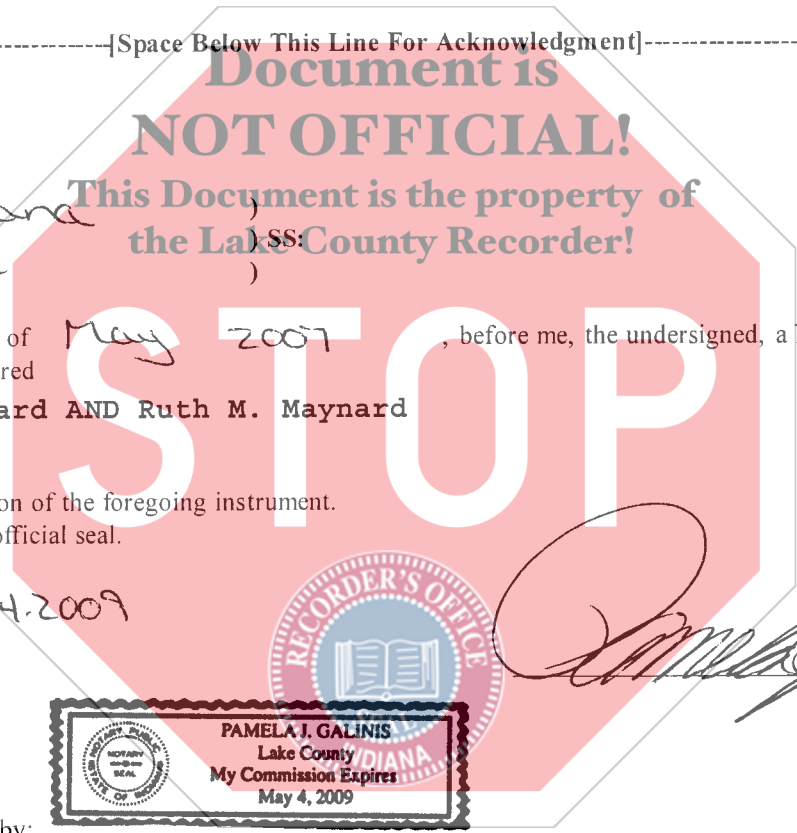 [Space Below This Line For Acknowledgment]
Document is
NOT OFFICIAL!
This Document is the property of
the Lake County Recorder!
ana )
) SS:
)
of May 2007 , before me, the undersigned, a
red
ard AND Ruth M. Maynard
STOP
on of the foregoing instrument.
official seal.
4.2009
RECORDER'S OFFICE
SEAL
INDIANA
Pamela J
NOTARY PUBLIC
NOTARY
SEAL
STATE OF INDIANA
PAMELA J. GALINIS
Lake County
My Commission Expires
May 4, 2009
by: